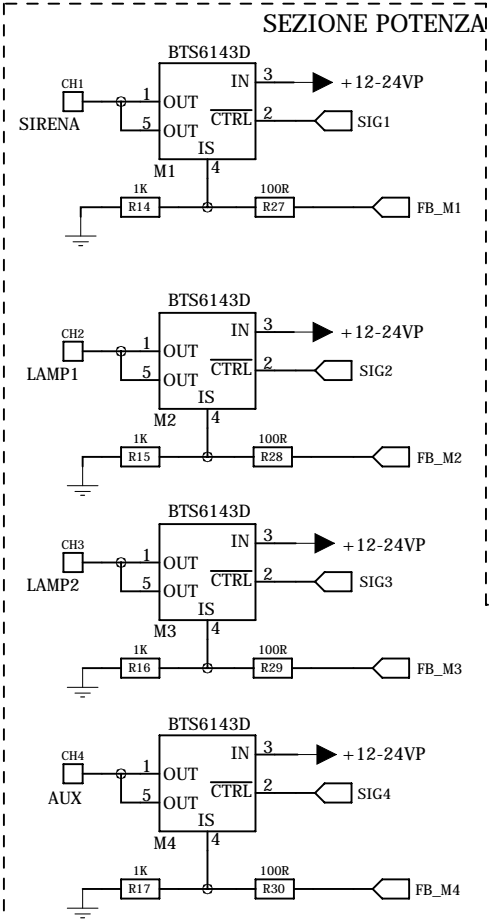 SEZIONE POTENZA
BTS6143D
CH1
IN 3 +12-24VP
1 OUT
SIRENA 5 OUT CTRL 2 SIG1
IS
M1 4
1K 100R
R14 R27 FB_M1
BTS6143D
CH2
IN 3 +12-24VP
1 OUT
LAMP1 5 OUT CTRL 2 SIG2
IS
M2 4
1K 100R
R15 R28 FB_M2
BTS6143D
CH3
IN 3 +12-24VP
1 OUT
LAMP2 5 OUT CTRL 2 SIG3
IS
M3 4
1K 100R
R16 R29 FB_M3
BTS6143D
CH4
IN 3 +12-24VP
1 OUT
AUX 5 OUT CTRL 2 SIG4
IS
M4 4
1K 100R
R17 R30 FB_M4